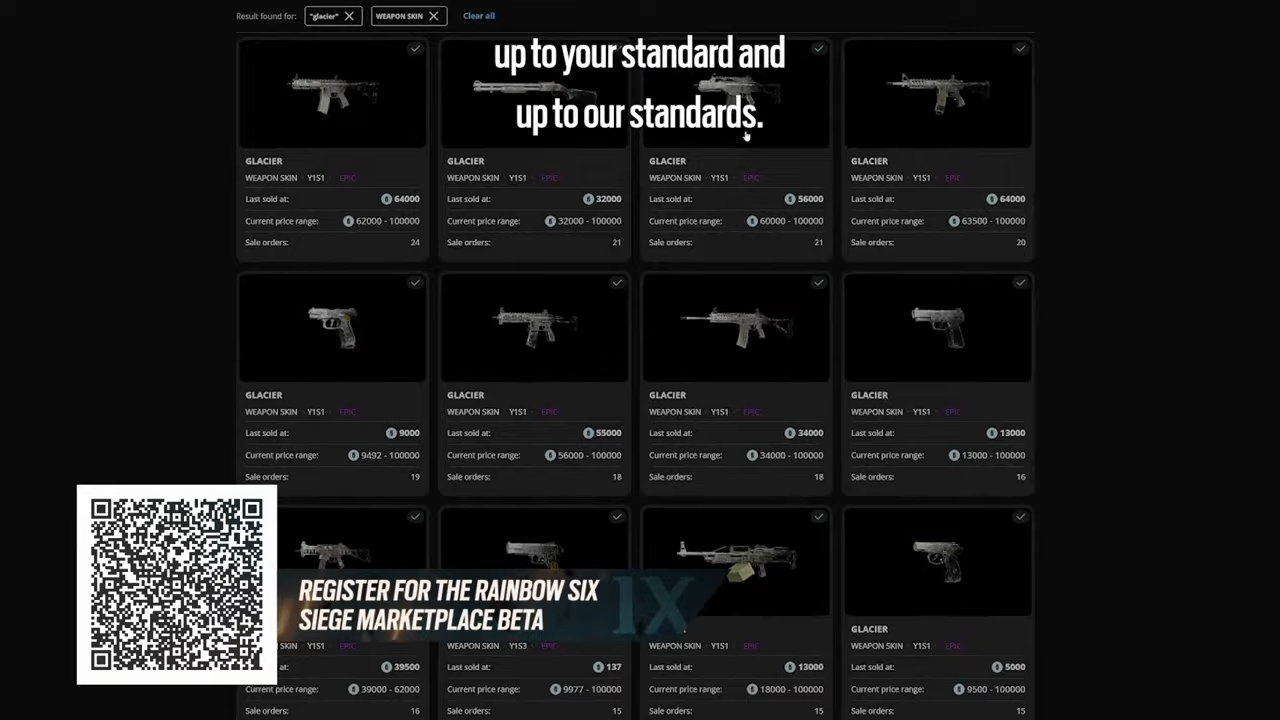 Result found for: "glacier" WEAPON SKIN Clear all
up to your standard and
up to our standards.
GLACIER
WEAPON SKIN Y1S1 EPIC
Last sold at: 64000
Current price range: 62000 - 100000
Sale orders: 24
GLACIER
WEAPON SKIN Y1S1 EPIC
Last sold at: 32000
Current price range: 32000 - 100000
Sale orders: 21
GLACIER
WEAPON SKIN Y1S1 EPIC
Last sold at: 56000
Current price range: 60000 - 100000
Sale orders: 21
GLACIER
WEAPON SKIN Y1S1 EPIC
Last sold at: 64000
Current price range: 63500 - 100000
Sale orders: 20
GLACIER
WEAPON SKIN Y1S1 EPIC
Last sold at: 9000
Current price range: 9492 - 100000
Sale orders: 19
GLACIER
WEAPON SKIN Y1S1 EPIC
Last sold at: 55000
Current price range: 56000 - 100000
Sale orders: 18
GLACIER
WEAPON SKIN Y1S1 EPIC
Last sold at: 34000
Current price range: 34000 - 100000
Sale orders: 18
GLACIER
WEAPON SKIN Y1S1 EPIC
Last sold at: 13000
Current price range: 13000 - 100000
Sale orders: 16
REGISTER FOR THE RAINBOW SIX
SIEGE MARKETPLACE BETA
IX
SKIN Y1S1 EPIC
at: 39500
Current price range: 39000 - 62000
Sale orders: 16
WEAPON SKIN Y1S3 EPIC
Last sold at: 137
Current price range: 9977 - 100000
Sale orders: 15
WEAPON SKIN Y1S1 EPIC
Last sold at: 13000
Current price range: 18000 - 100000
Sale orders: 15
GLACIER
WEAPON SKIN Y1S1 EPIC
Last sold at: 5000
Current price range: 9500 - 100000
Sale orders: 15